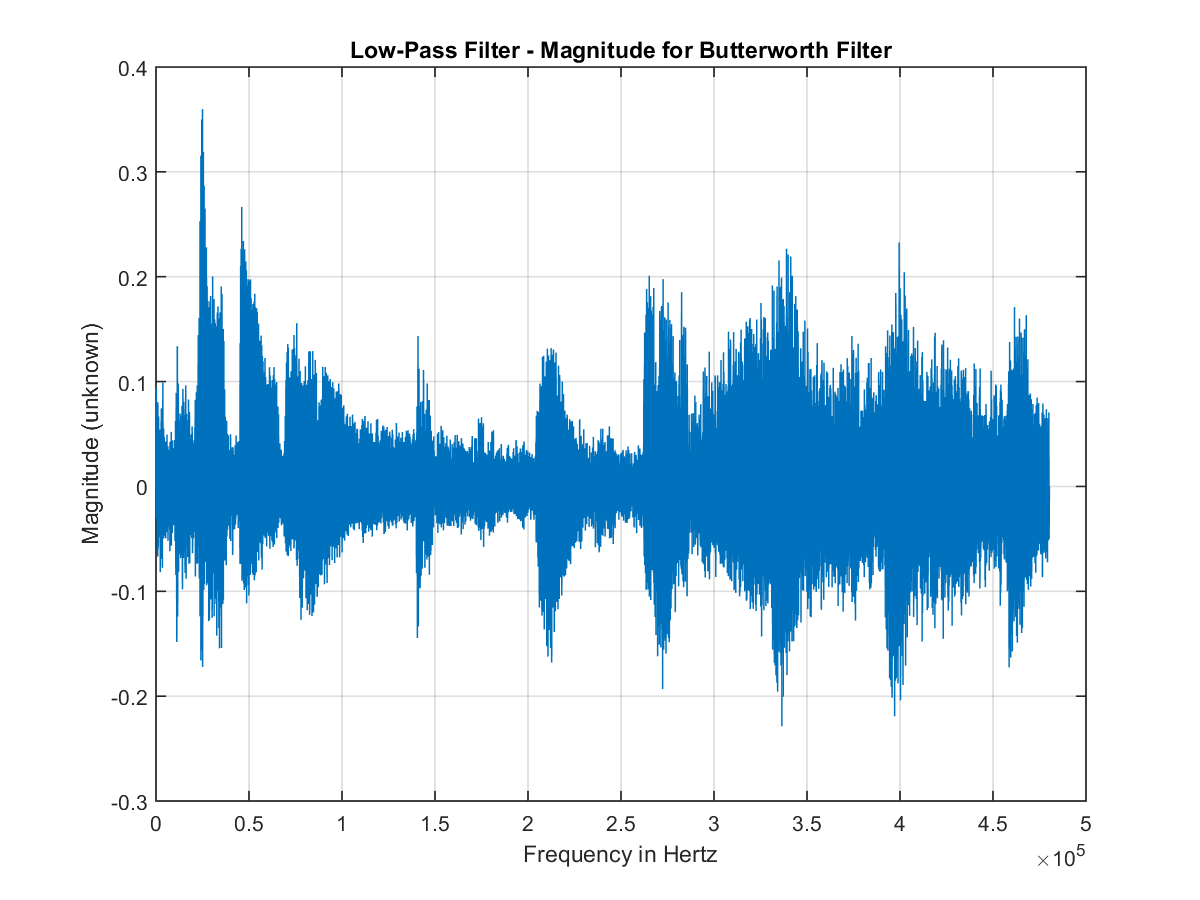 Low-Pass Filter - Magnitude for Butterworth Filter
0.4
0.3
0.2
0.1
0
-0.1
-0.2
-0.3
Magnitude (unknown)
0 0.5 1 1.5 2 2.5 3 3.5 4 4.5 5
Frequency in Hertz
×10⁵